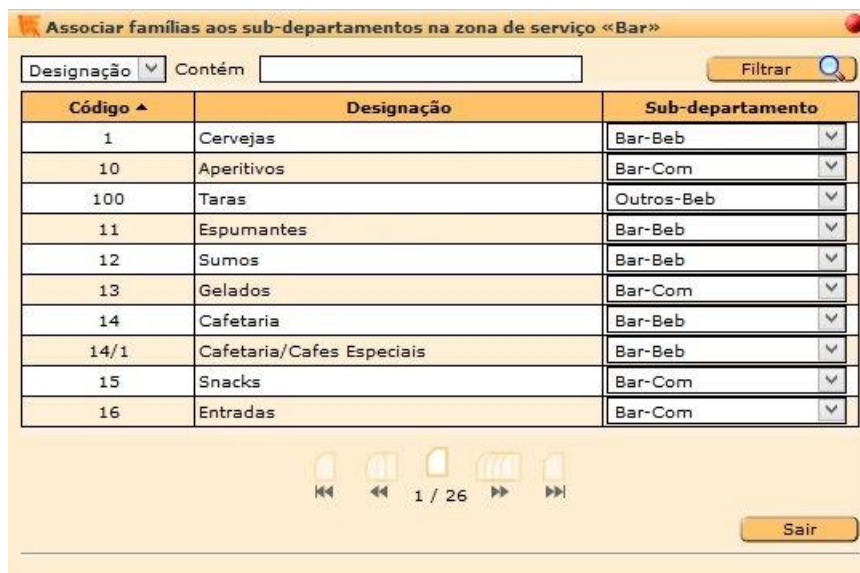 Associar famílias aos sub-departamentos na zona de serviço «Bar»
Designação Contém Filtrar
Código Designação Sub-departamento
1 Cervejas Bar-Beb
10 Aperitivos Bar-Com
100 Taras Outros-Beb
11 Espumantes Bar-Beb
12 Sumos Bar-Beb
13 Gelados Bar-Com
14 Cafetaria Bar-Beb
14/1 Cafetaria/Cafes Especiais Bar-Beb
15 Snacks Bar-Com
16 Entradas Bar-Com
1 / 26
Sair